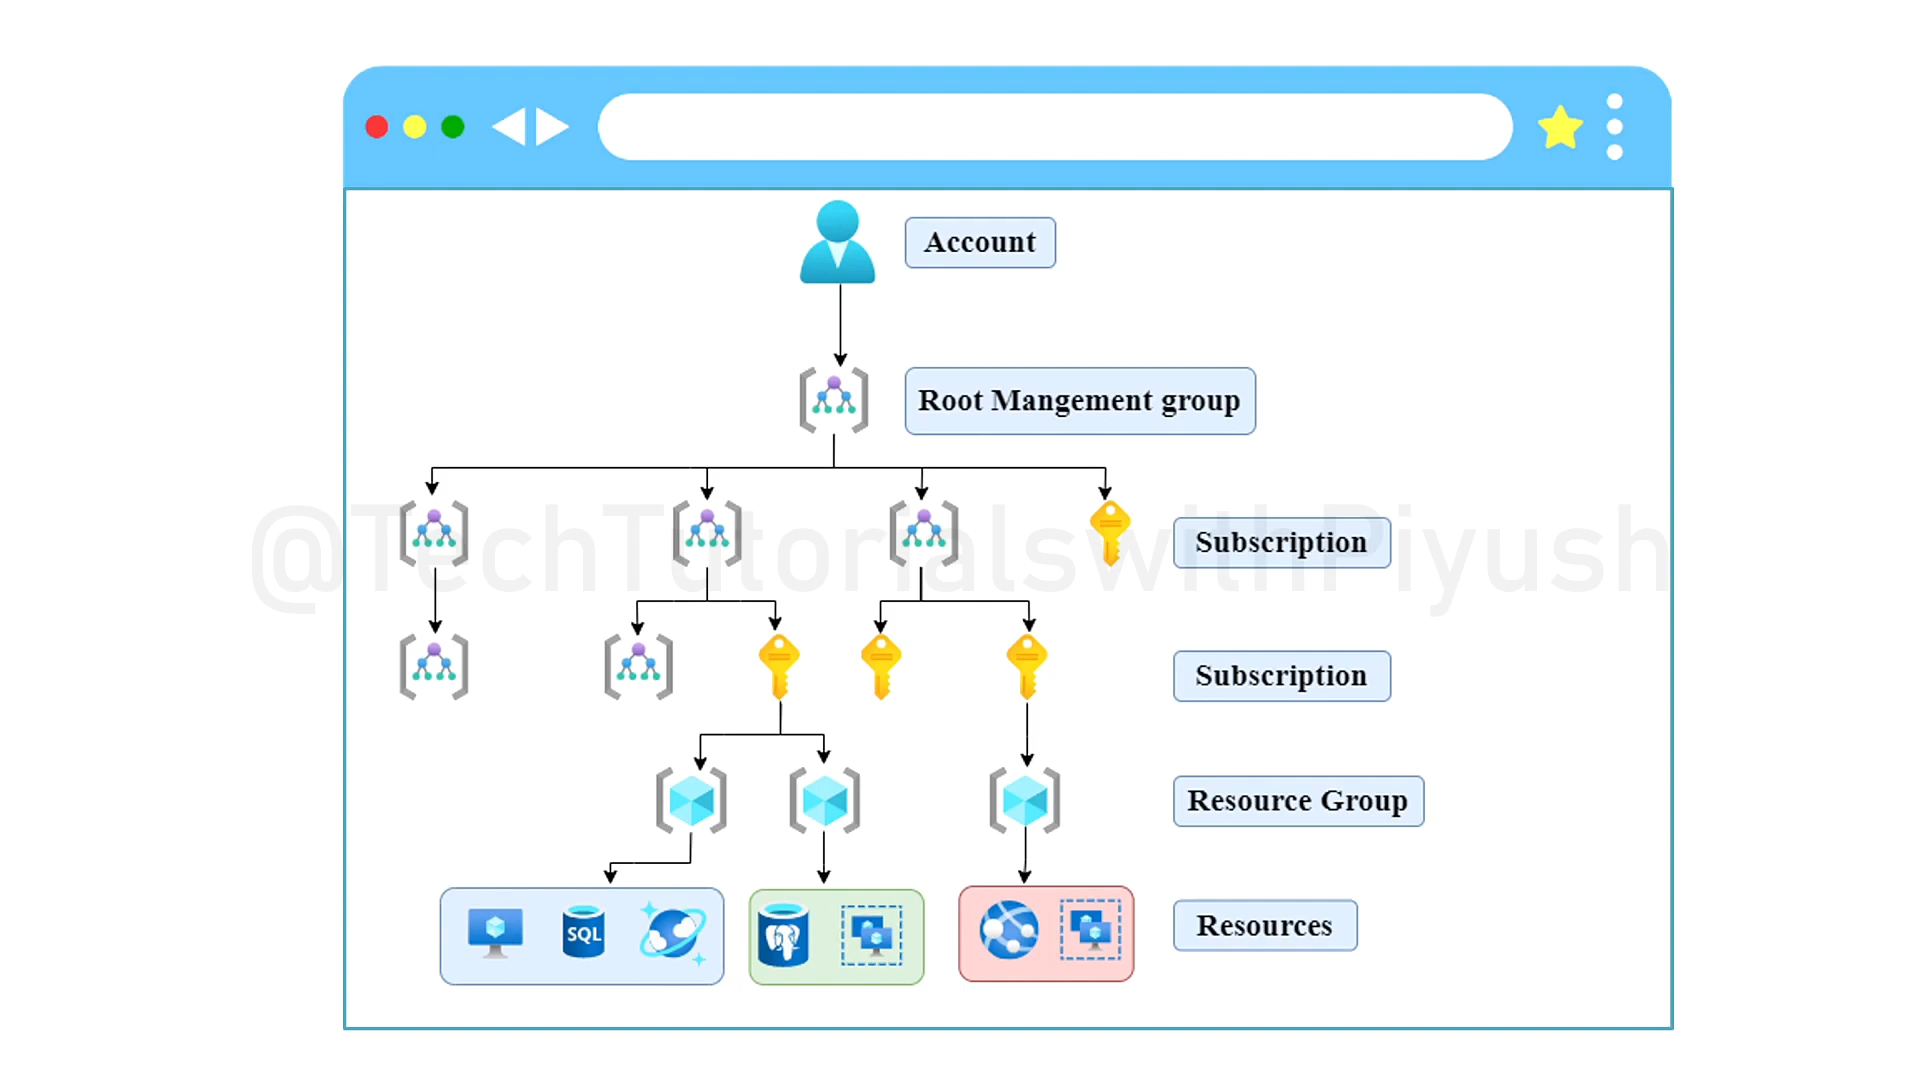 Account
Root Mangement group
@TechTutorialswithPiyush
Subscription
Subscription
Resource Group
SQL
Resources